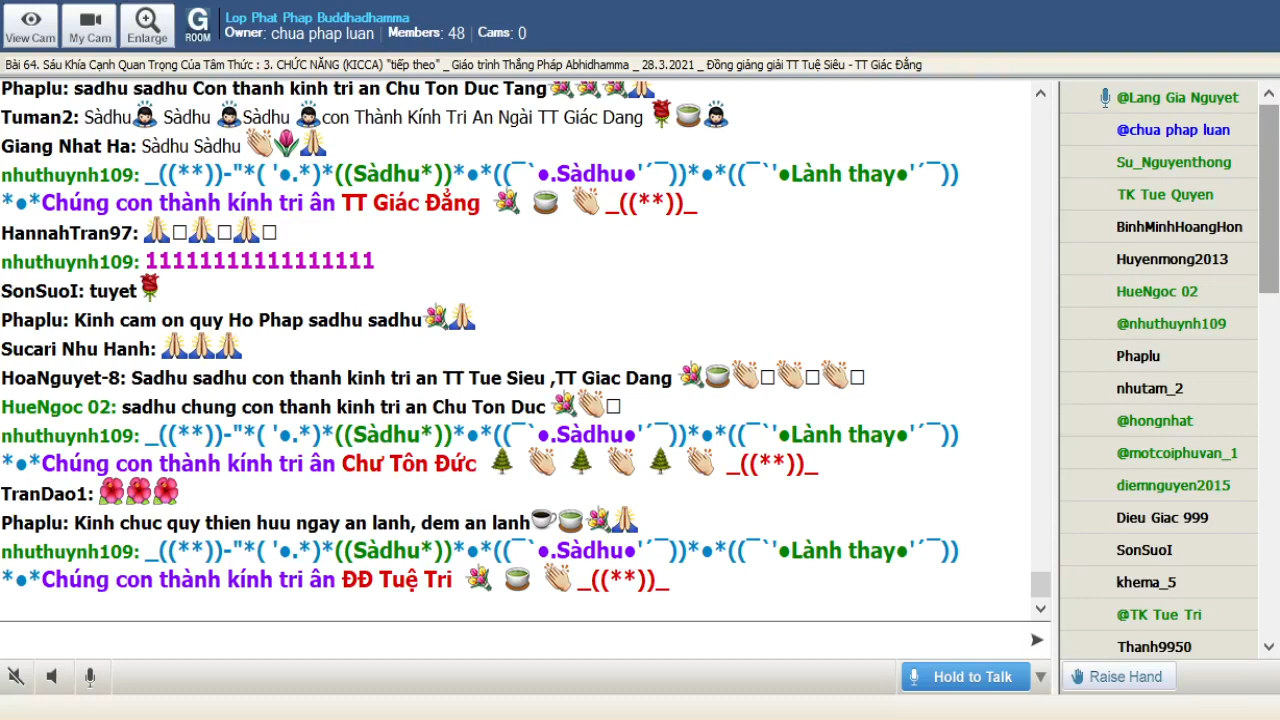 View Cam
My Cam
Enlarge
G
ROOM
Lop Phat Phap Buddhadhamma
Owner: chua phap luan | Members: 48 | Cams: 0
Bài 64. Sáu Khía Cạnh Quan Trọng Của Tâm Thức : 3. CHỨC NĂNG (KICCA) "tiếp theo" _ Giáo trình Thắng Pháp Abhidhamma _ 28.3.2021 _ Đồng giảng giải TT Tuệ Siêu - TT Giác Đẳng
Phaplu: sadhu sadhu Con thanh kinh tri an Chu Ton Duc Tang💐💐💐🙏
Tuman2: Sàdhu🙇 Sàdhu 🙇Sàdhu 🙇con Thành Kính Tri An Ngài TT Giác Dang 🌹🍵🙇
Giang Nhat Ha: Sàdhu Sàdhu 👏🌷🙏
nhuthuynh109: _((**))-"*( '●.*)*((Sàdhu*))*●*((¯`●.Sàdhu●'´¯))*●*((¯`'●Lành thay●'´¯))
*●*Chúng con thành kính tri ân TT Giác Đẳng 💐 🍵 👏 _((**))_
HannahTran97: 🙏□🙏□🙏□
nhuthuynh109: 11111111111111111
SonSuoI: tuyet🌹
Phaplu: Kinh cam on quy Ho Phap sadhu sadhu💐🙏
Sucari Nhu Hanh: 🙏🙏🙏
HoaNguyet-8: Sadhu sadhu con thanh kinh tri an TT Tue Sieu ,TT Giac Dang 💐🍵👏□👏□👏□
HueNgoc 02: sadhu chung con thanh kinh tri an Chu Ton Duc 💐👏□
nhuthuynh109: _((**))-"*( '●.*)*((Sàdhu*))*●*((¯`●.Sàdhu●'´¯))*●*((¯`'●Lành thay●'´¯))
*●*Chúng con thành kính tri ân Chư Tôn Đức 🌲 👏 🌲 👏 🌲 👏 _((**))_
TranDao1: 🌺🌺🌺
Phaplu: Kinh chuc quy thien huu ngay an lanh, dem an lanh☕🍵💐🙏
nhuthuynh109: _((**))-"*( '●.*)*((Sàdhu*))*●*((¯`●.Sàdhu●'´¯))*●*((¯`'●Lành thay●'´¯))
*●*Chúng con thành kính tri ân ĐĐ Tuệ Tri 💐 🍵 👏 _((**))_
@Lang Gia Nguyet
@chua phap luan
Su_Nguyenthong
TK Tue Quyen
BinhMinhHoangHon
Huyenmong2013
HueNgoc 02
@nhuthuynh109
Phaplu
nhutam_2
@hongnhat
@motcoiphuvan_1
diemnguyen2015
Dieu Giac 999
SonSuoI
khema_5
@TK Tue Tri
Thanh9950
Hold to Talk
Raise Hand